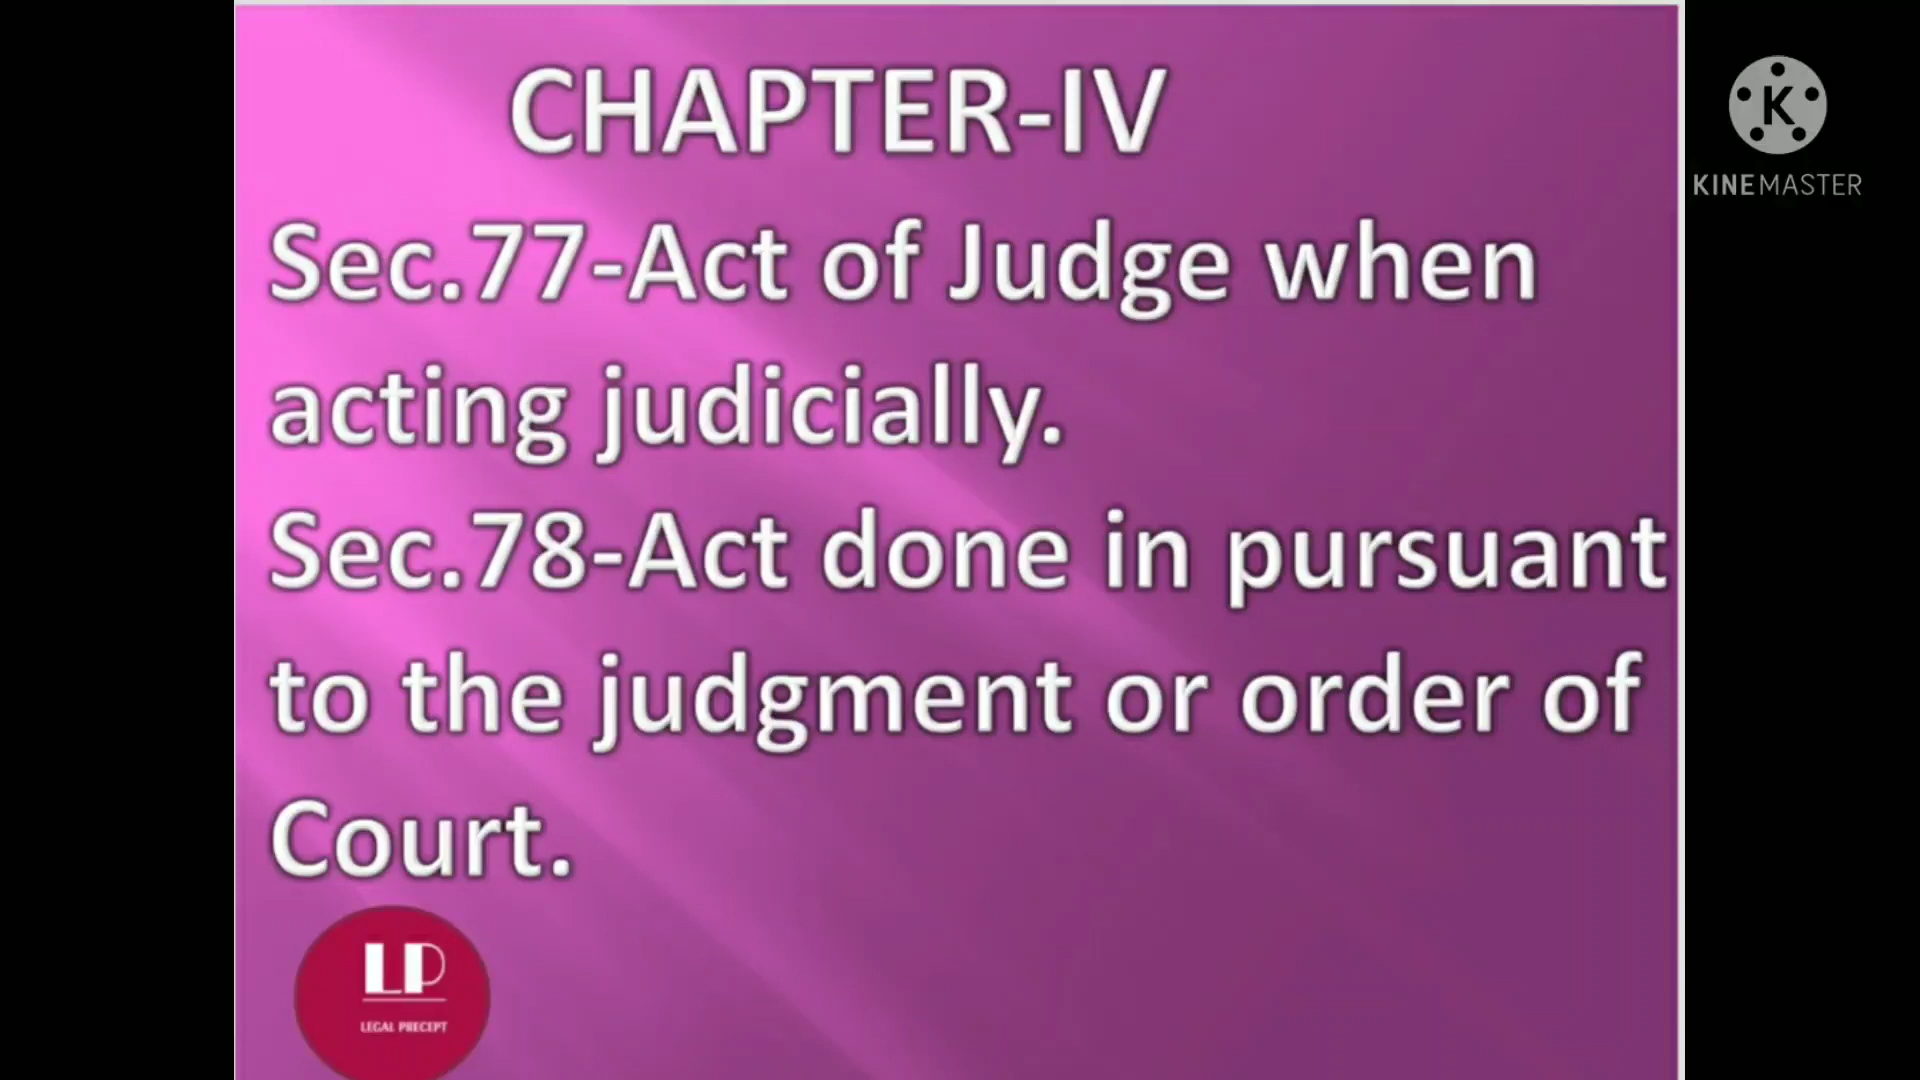 CHAPTER-IV
Sec.77-Act of Judge when
acting judicially.
Sec.78-Act done in pursuant
to the judgment or order of
Court.
K
KINEMASTER
LP
LEGAL PRECEPT